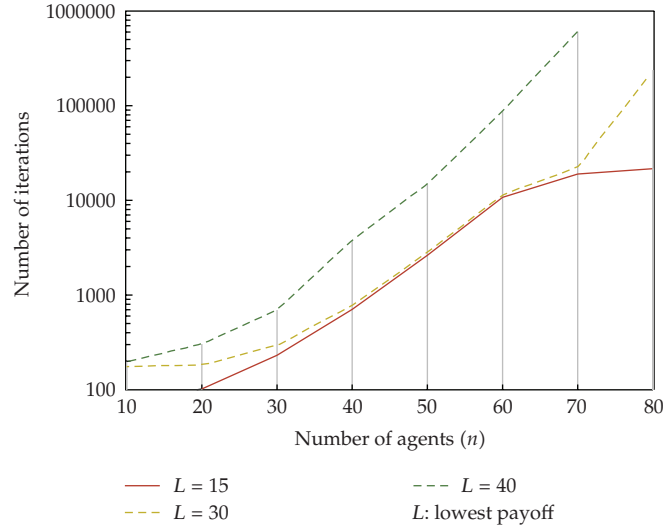 1000000
100000
10000
1000
100
Number of iterations
10 20 30 40 50 60 70 80
Number of agents (n)
L = 15
L = 30
L = 40
L: lowest payoff